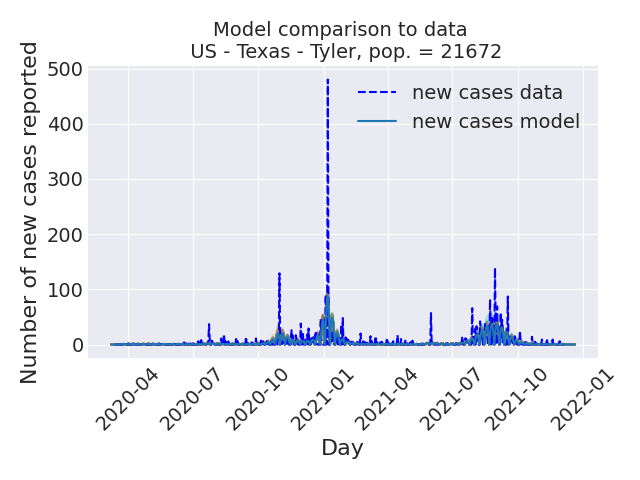 Model comparison to data
US - Texas - Tyler, pop. = 21672
Number of new cases reported
500
400
300
200
100
0
new cases data
new cases model
2020-04
2020-07
2020-10
2021-01
2021-04
2021-07
2021-10
2022-01
Day